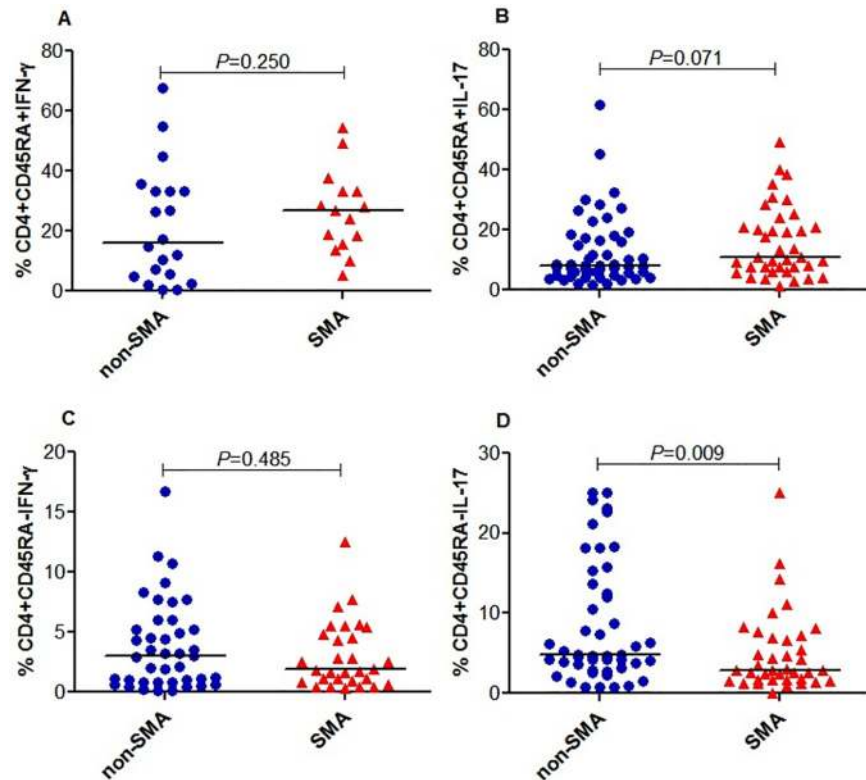 A
P=0.250
% CD4+CD45RA+IFN-γ
80
60
40
20
0
non-SMA
SMA
B
P=0.071
% CD4+CD45RA+IL-17
80
60
40
20
0
non-SMA
SMA
C
P=0.485
% CD4+CD45RA-IFN-γ
20
15
10
5
0
non-SMA
SMA
D
P=0.009
% CD4+CD45RA-IL-17
30
20
10
0
non-SMA
SMA